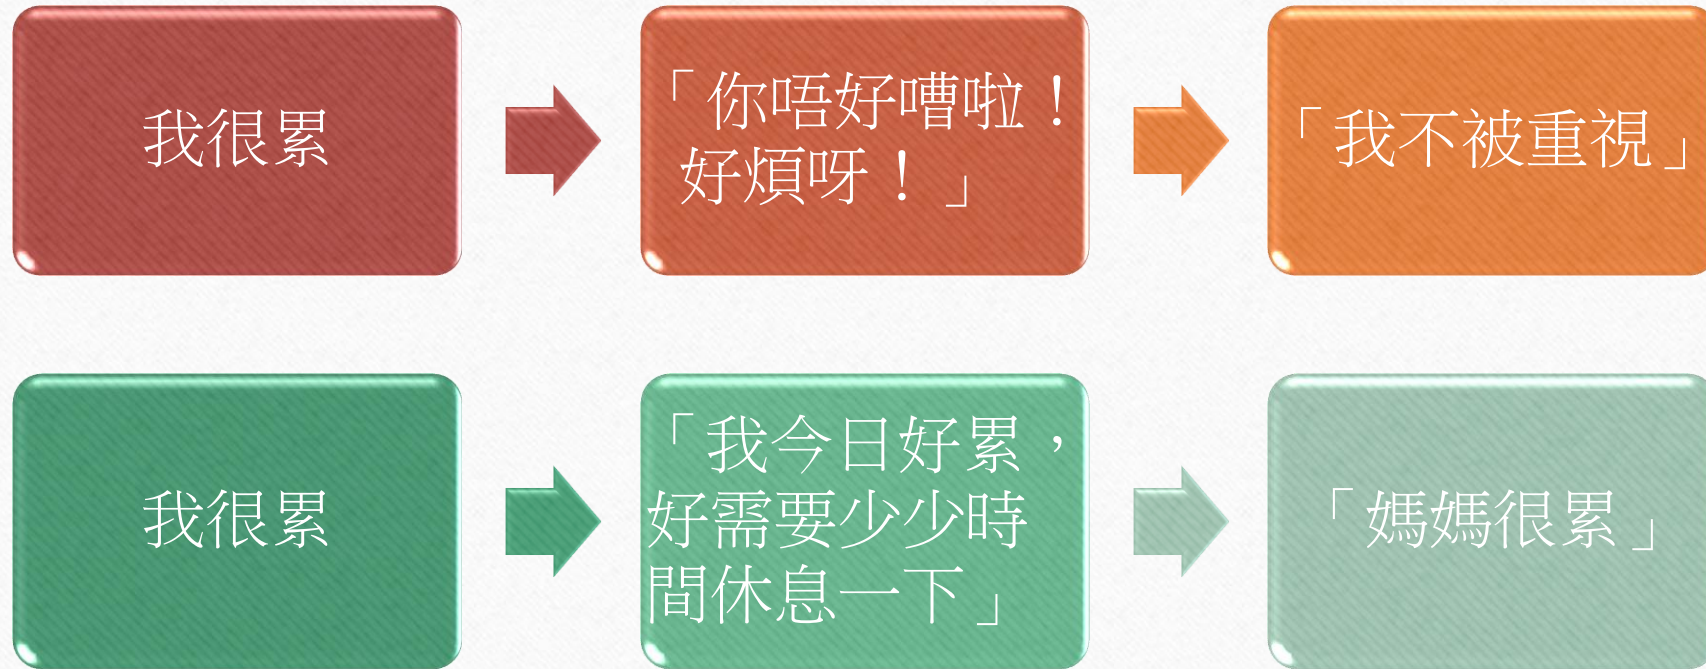 我很累
「你唔好嘈啦！
好煩呀！」
「我不被重視」
我很累
「我今日好累，
好需要少少時
間休息一下」
「媽媽很累」